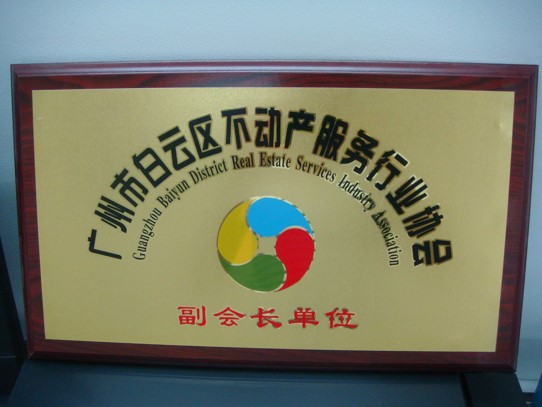 广州市白云区不动产服务行业协会
Guangzhou Baiyun District Real Estate Services Industry Association
副会长单位